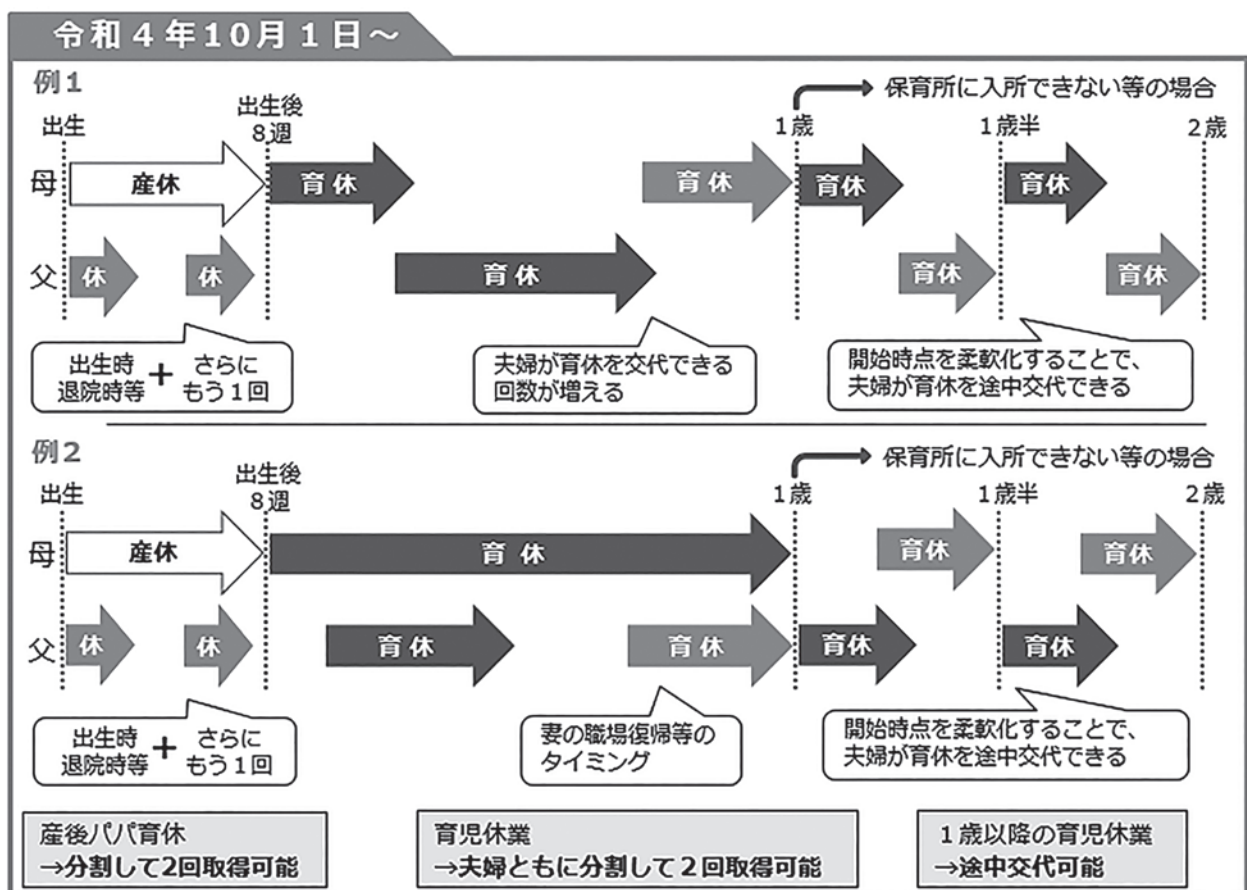 令和４年10月１日～
例１
保育所に入所できない等の場合
出生
出生後
８週
１歳
１歳半
２歳
母
産休
育休
育休
育休
育休
父
休
休
育休
育休
育休
出生時
退院時等
＋
さらに
もう１回
夫婦が育休を交代できる
回数が増える
開始時点を柔軟化することで、
夫婦が育休を途中交代できる
例２
保育所に入所できない等の場合
出生
出生後
８週
１歳
１歳半
２歳
母
産休
育休
育休
育休
父
休
休
育休
育休
育休
育休
出生時
退院時等
＋
さらに
もう１回
妻の職場復帰等の
タイミング
開始時点を柔軟化することで、
夫婦が育休を途中交代できる
産後パパ育休
→分割して2回取得可能
育児休業
→夫婦ともに分割して２回取得可能
１歳以降の育児休業
→途中交代可能